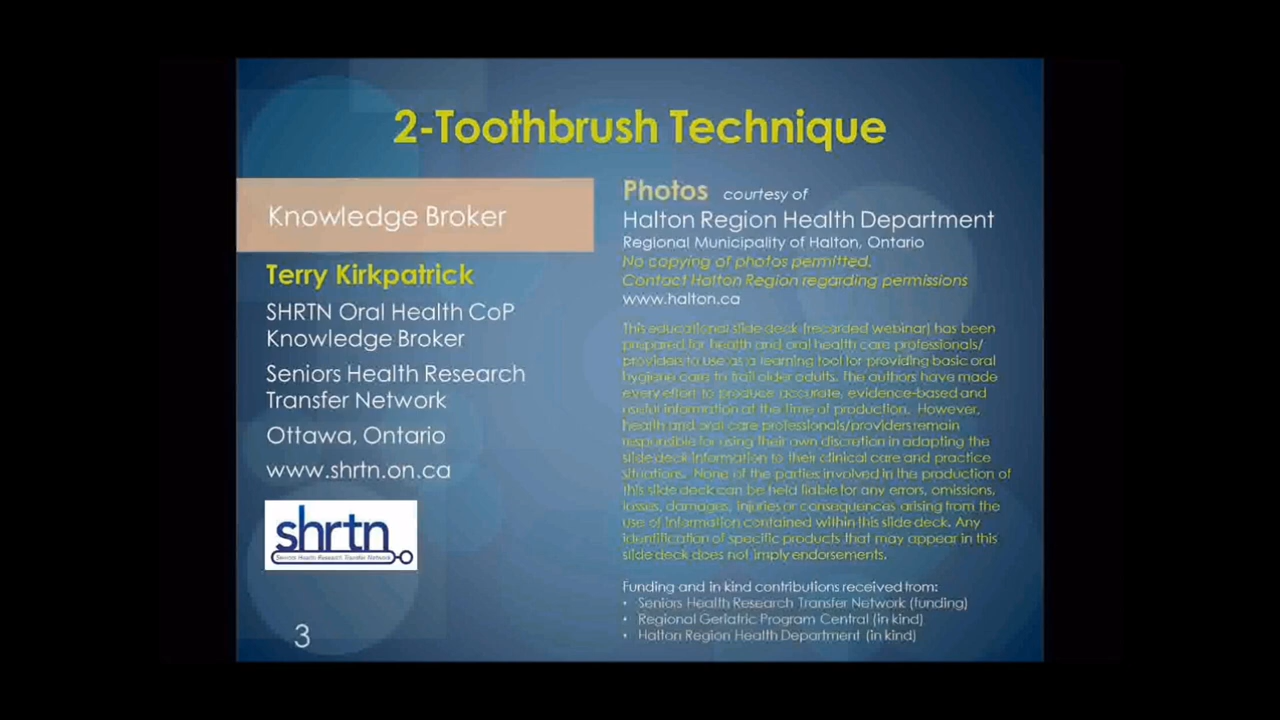 2-Toothbrush Technique
Knowledge Broker
Terry Kirkpatrick
SHRTN Oral Health CoP
Knowledge Broker
Seniors Health Research
Transfer Network
Ottawa, Ontario
www.shrtn.on.ca
shrtn
Seniors Health Research Transfer Network
3
Photos courtesy of
Halton Region Health Department
Regional Municipality of Halton, Ontario
No copying of photos permitted.
Contact Halton Region regarding permissions
www.halton.ca
This educational slide deck (recorded webinar) has been
prepared for health and oral health care professionals/
providers to use as a learning tool for providing basic oral
hygiene care to frail older adults. The authors have made
every effort to produce accurate, evidence-based and
useful information at the time of production. However,
health and oral care professionals/providers remain
responsible for using their own discretion in adapting the
slide deck information to their clinical care and practice
situations. None of the parties involved in the production of
this slide deck can be held liable for any errors, omissions,
losses, damages, injuries or consequences arising from the
use of information contained within this slide deck. Any
identification of specific products that may appear in this
slide deck does not imply endorsements.
Funding and in kind contributions received from:
• Seniors Health Research Transfer Network (funding)
• Regional Geriatric Program Central (in kind)
• Halton Region Health Department (in kind)